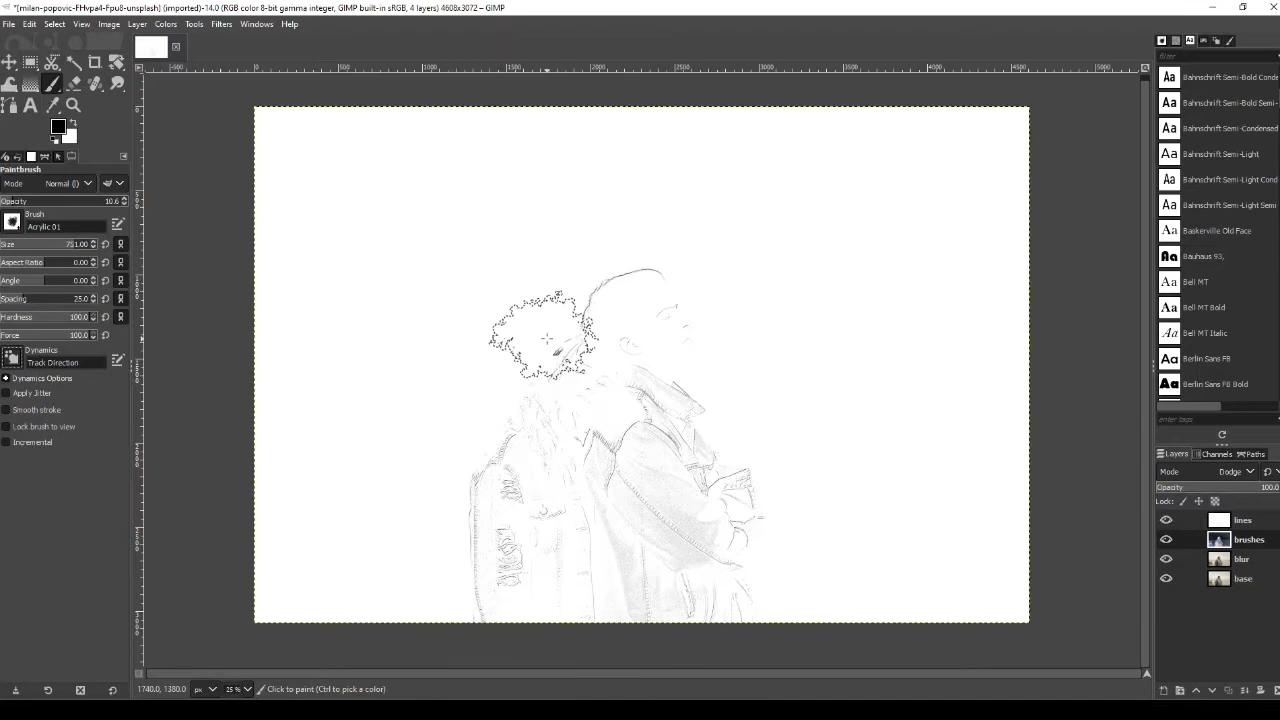 *[milan-popovic-FHvpa4-Fpu8-unsplash] (imported)-14.0 (RGB color 8-bit gamma integer, GIMP built-in sRGB, 4 layers) 4608x3072 – GIMP
File Edit Select View Image Layer Colors Tools Filters Windows Help
filter
Bahnschrift Semi-Bold Conde
Bahnschrift Semi-Bold Semi-
Bahnschrift Semi-Condensed
Bahnschrift Semi-Light
Bahnschrift Semi-Light Cond
Bahnschrift Semi-Light Semi
Baskerville Old Face
Bauhaus 93,
Bell MT
Bell MT Bold
Bell MT Italic
Berlin Sans FB
Berlin Sans FB Bold
enter tags
Paintbrush
Mode Normal (l)
Opacity 10.6
Brush
Acrylic 01
Size 751.00
Aspect Ratio 0.00
Angle 0.00
Spacing 25.0
Hardness 100.0
Force 100.0
Dynamics
Track Direction
Dynamics Options
Apply Jitter
Smooth stroke
Lock brush to view
Incremental
Layers Channels Paths
Mode Dodge
Opacity 100.0
Lock:
lines
brushes
blur
base
1740.0, 1380.0 px 25 % Click to paint (Ctrl to pick a color)